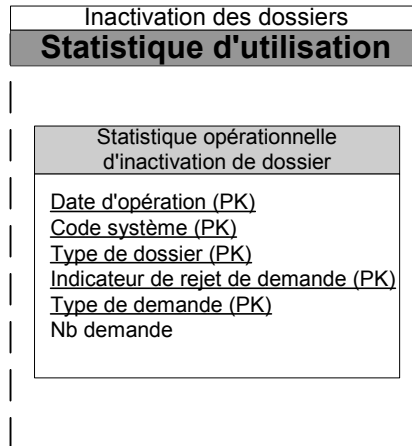 Inactivation des dossiers
Statistique d'utilisation
Statistique opérationnelle
d'inactivation de dossier
Date d'opération (PK)
Code système (PK)
Type de dossier (PK)
Indicateur de rejet de demande (PK)
Type de demande (PK)
Nb demande